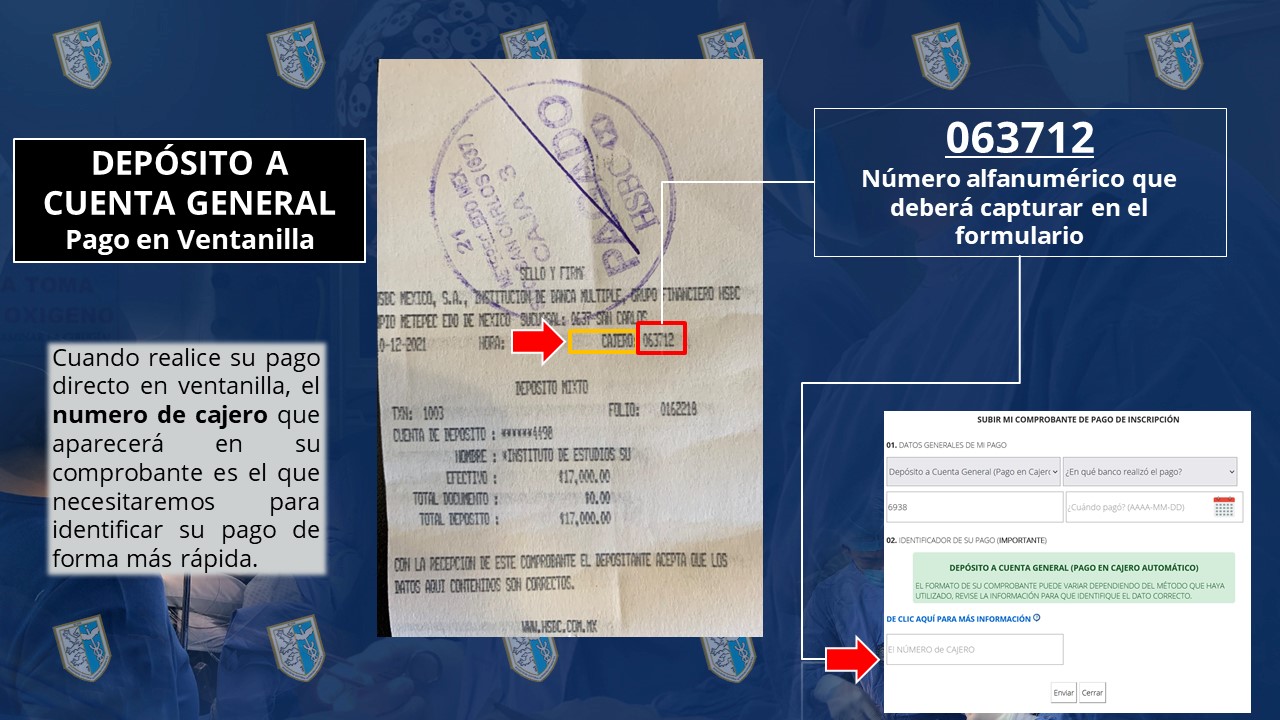 DEPÓSITO A
CUENTA GENERAL
Pago en Ventanilla
A TOMA
OXIGENO
Cuando realice su pago
directo en ventanilla, el
numero de cajero que
aparecerá en su
comprobante es el que
necesitaremos para
identificar su pago de
forma más rápida.
PAGADO
HSBC
CAJA 3
SAN CARLOS (637)
METEPEC EDO MEX
21
"SELLO Y FIRMA"
HSBC MEXICO, S.A., INSTITUCION DE BANCA MULTIPLE, GRUPO FINANCIERO HSBC
PIO METEPEC EDO DE MEXICO SUCURSAL: 0637 SAN CARLOS
0-12-2021 HORA: CAJERO: 063712
DEPOSITO MIXTO
TXN: 1003 FOLIO: 0162218
CUENTA DE DEPOSITO : ******4490
NOMBRE : *INSTITUTO DE ESTUDIOS SU
EFECTIVO : $17,000.00
TOTAL DOCUMENTO : $0.00
TOTAL DEPOSITO : $17,000.00
CON LA RECEPCION DE ESTE COMPROBANTE EL DEPOSITANTE ACEPTA QUE LOS
DATOS AQUI CONTENIDOS SON CORRECTOS.
WWW.HSBC.COM.MX
063712
Número alfanumérico que
deberá capturar en el
formulario
SUBIR MI COMPROBANTE DE PAGO DE INSCRIPCIÓN
01. DATOS GENERALES DE MI PAGO
Depósito a Cuenta General (Pago en Cajer ¿En qué banco realizó el pago?
6938 ¿Cuándo pagó? (AAAA-MM-DD)
02. IDENTIFICADOR DE SU PAGO (IMPORTANTE)
DEPÓSITO A CUENTA GENERAL (PAGO EN CAJERO AUTOMÁTICO)
EL FORMATO DE SU COMPROBANTE PUEDE VARIAR DEPENDIENDO DEL MÉTODO QUE HAYA
UTILIZADO, REVISE LA INFORMACIÓN PARA QUE IDENTIFIQUE EL DATO CORRECTO.
DE CLIC AQUÍ PARA MÁS INFORMACIÓN
El NÚMERO de CAJERO
Enviar Cerrar